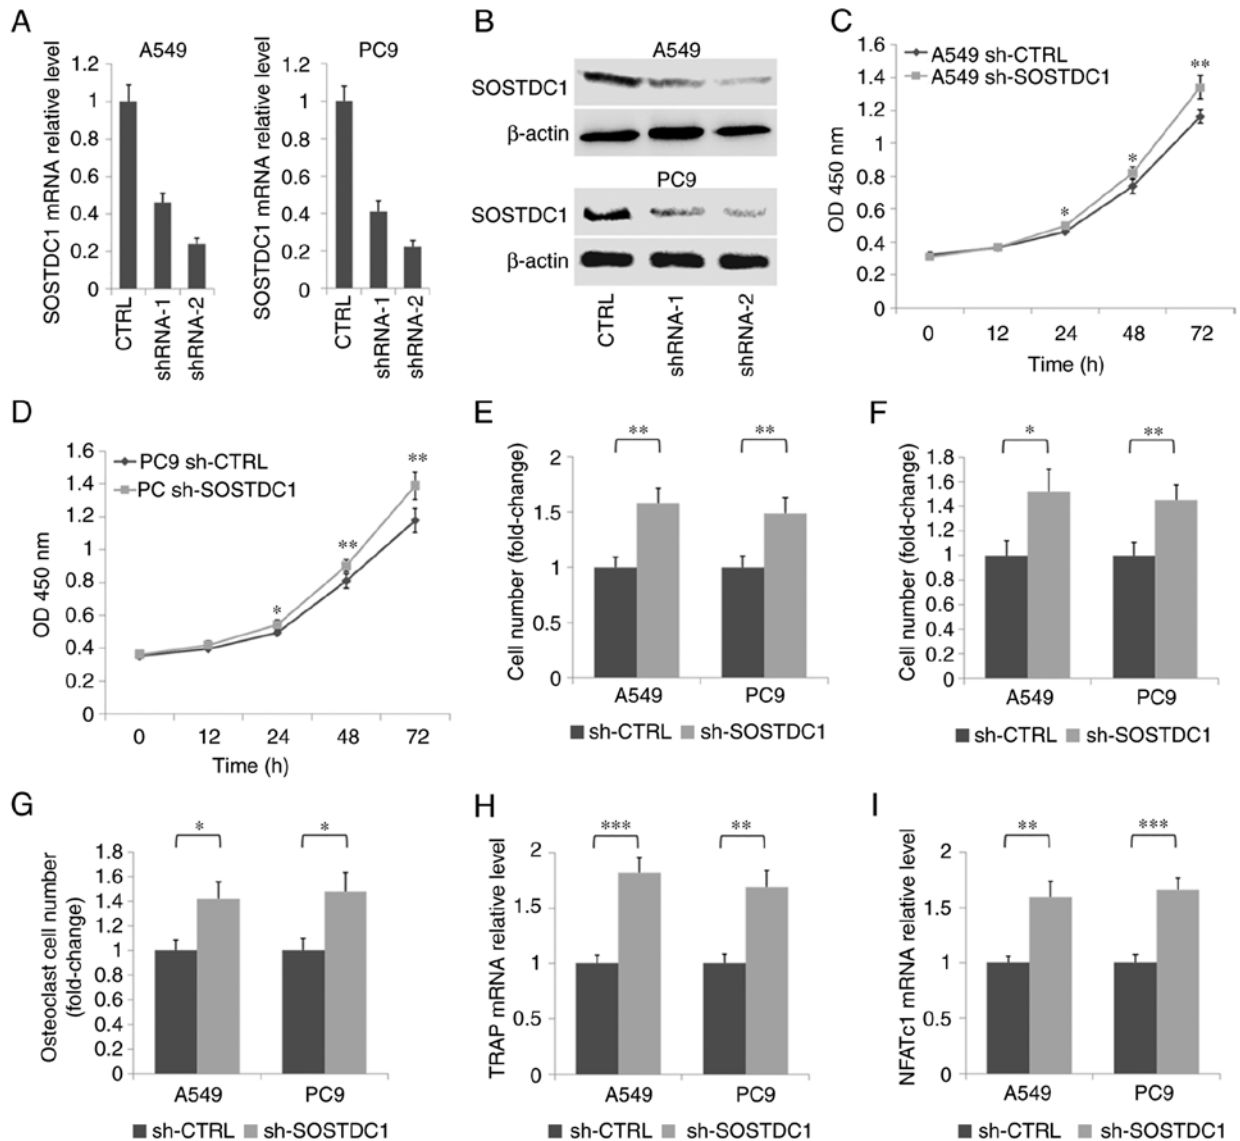 A
A549
SOSTDC1 mRNA relative level
1.2
1
0.8
0.6
0.4
0.2
0
CTRL
shRNA-1
shRNA-2
PC9
SOSTDC1 mRNA relative level
1.2
1
0.8
0.6
0.4
0.2
0
CTRL
shRNA-1
shRNA-2
B
A549
SOSTDC1
β-actin
PC9
SOSTDC1
β-actin
CTRL
shRNA-1
shRNA-2
C
A549 sh-CTRL
A549 sh-SOSTDC1
OD 450 nm
1.6
1.4
1.2
1
0.8
0.6
0.4
0.2
0
*
*
**
0 12 24 48 72
Time (h)
D
PC9 sh-CTRL
PC sh-SOSTDC1
OD 450 nm
1.6
1.4
1.2
1
0.8
0.6
0.4
0.2
0
*
**
**
0 12 24 48 72
Time (h)
E
** **
Cell number (fold-change)
2
1.5
1
0.5
0
A549 PC9
sh-CTRL sh-SOSTDC1
F
* **
Cell number (fold-change)
1.8
1.6
1.4
1.2
1
0.8
0.6
0.4
0.2
0
A549 PC9
sh-CTRL sh-SOSTDC1
G
* *
Osteoclast cell number
(fold-change)
1.8
1.6
1.4
1.2
1
0.8
0.6
0.4
0.2
0
A549 PC9
sh-CTRL sh-SOSTDC1
H
*** **
TRAP mRNA relative level
2
1.5
1
0.5
0
A549 PC9
sh-CTRL sh-SOSTDC1
I
** ***
NFATc1 mRNA relative level
2
1.5
1
0.5
0
A549 PC9
sh-CTRL sh-SOSTDC1